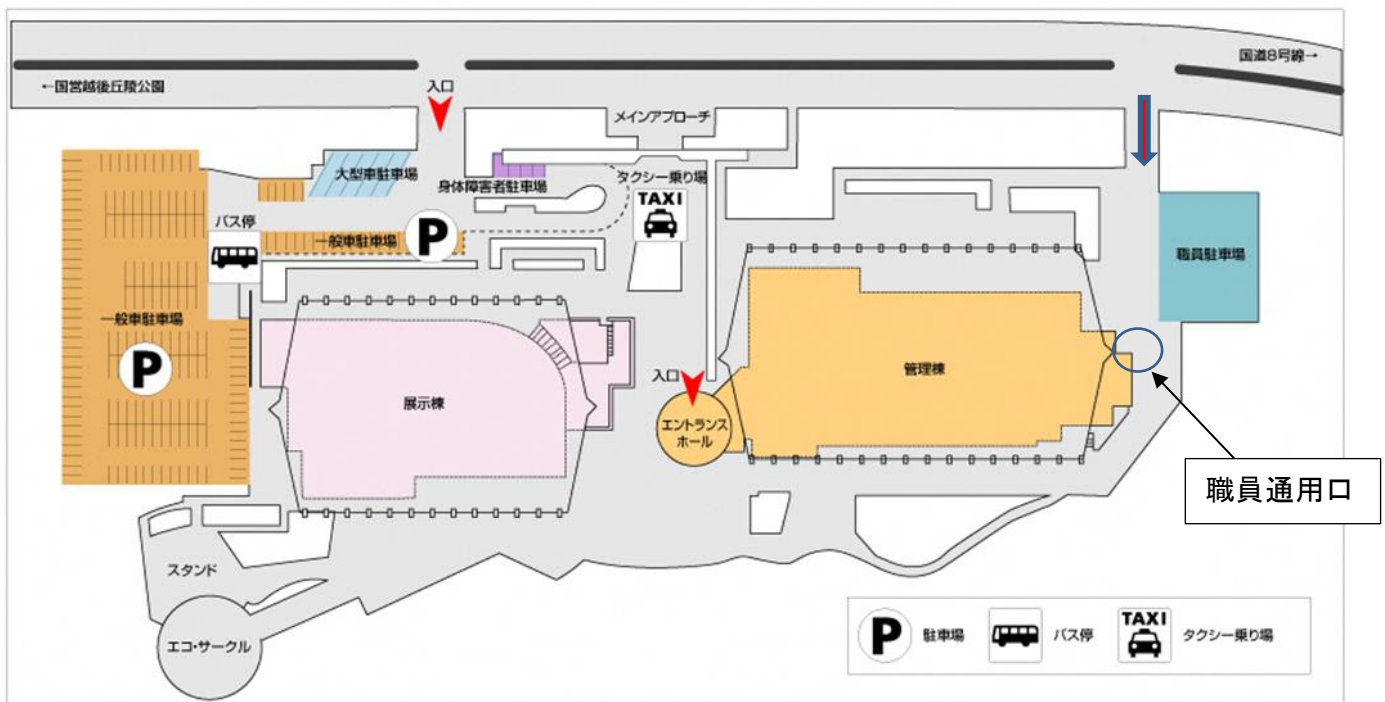 国道8号線→
←国営越後丘陵公園
入口
メインアプローチ
大型車駐車場
身体障害者駐車場
タクシー乗り場
TAXI
バス停
一般車駐車場
P
職員駐車場
一般車駐車場
P
展示棟
入口
エントランス
ホール
管理棟
職員通用口
スタンド
エコ・サークル
P
駐車場
バス停
TAXI
タクシー乗り場